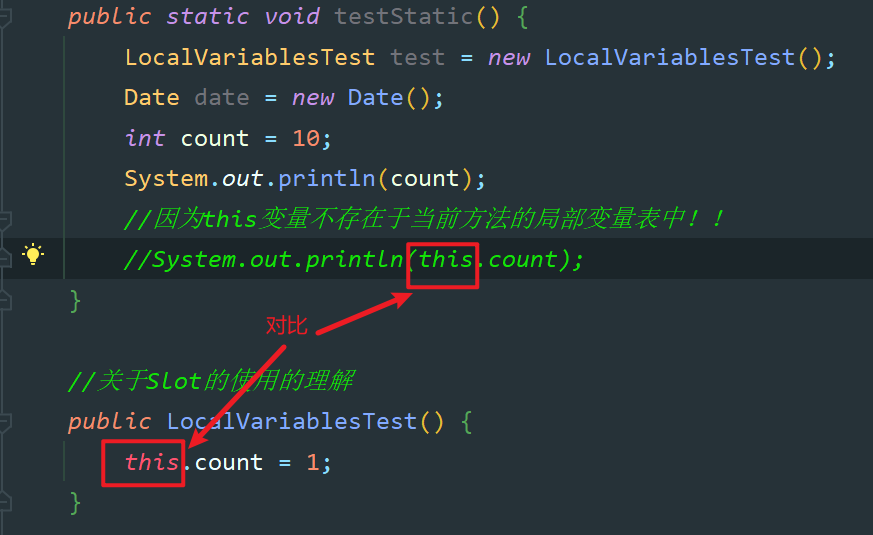 public static void testStatic() {
LocalVariablesTest test = new LocalVariablesTest();
Date date = new Date();
int count = 10;
System.out.println(count);
//因为this变量不存在于当前方法的局部变量表中！！
//System.out.println(this.count);
}
对比
//关于Slot的使用的理解
public LocalVariablesTest() {
this.count = 1;
}